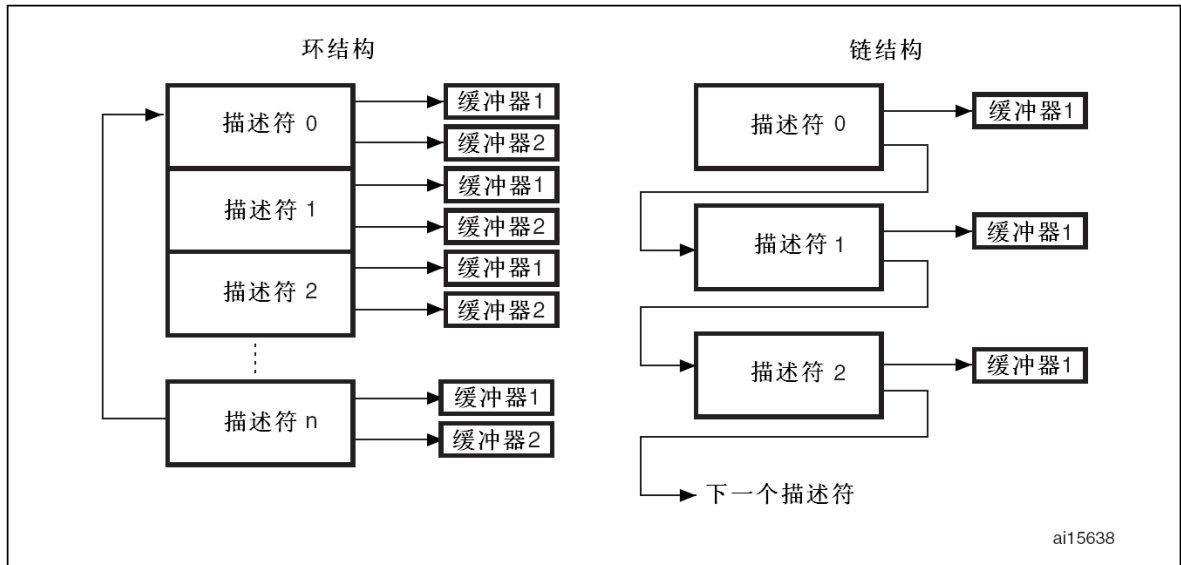 环结构
描述符 0
缓冲器1
缓冲器2
描述符 1
缓冲器1
缓冲器2
描述符 2
缓冲器1
缓冲器2
描述符 n
缓冲器1
缓冲器2
链结构
描述符 0
缓冲器1
描述符 1
缓冲器1
描述符 2
缓冲器1
下一个描述符
ai15638